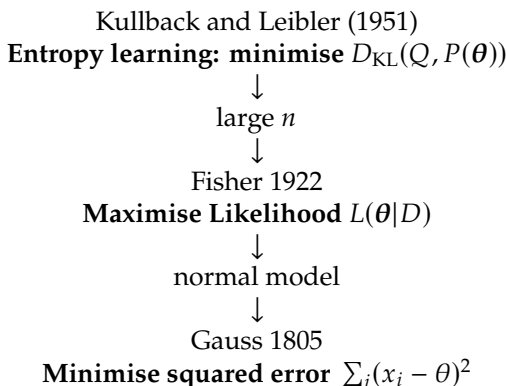 Kullback and Leibler (1951)
Entropy learning: minimise D_KL(Q, P(θ))
↓
large n
↓
Fisher 1922
Maximise Likelihood L(θ|D)
↓
normal model
↓
Gauss 1805
Minimise squared error ∑_i(x_i − θ)²